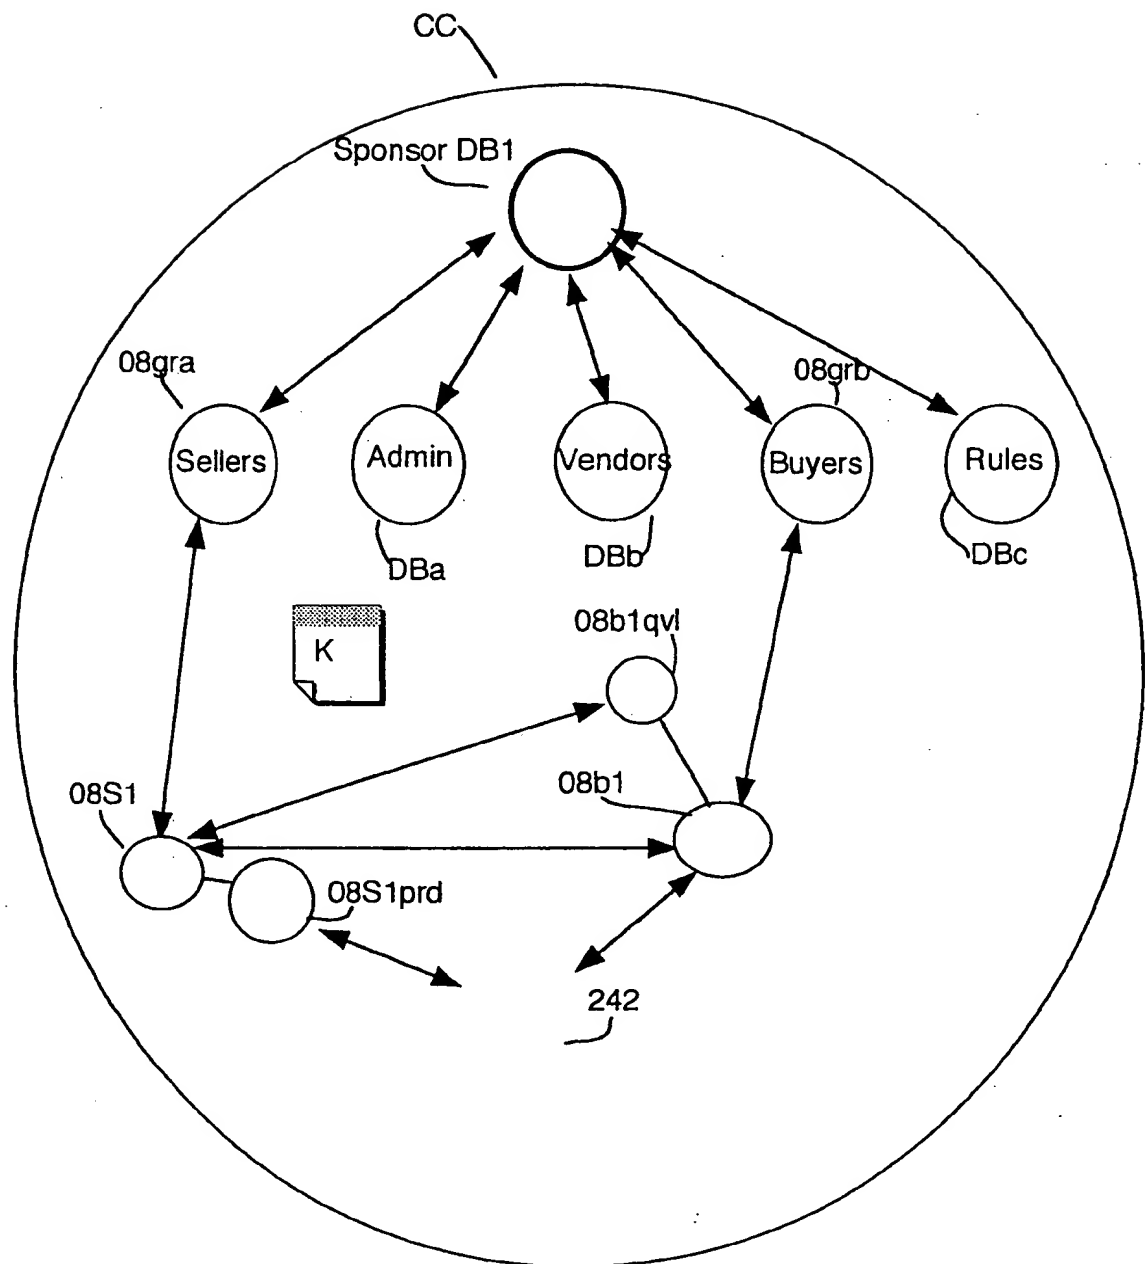 CC
Sponsor DB1
08gra
08grb
Sellers
Admin
Vendors
Buyers
Rules
DBa
DBb
DBc
08b1qvl
K
08S1
08b1
08S1prd
242